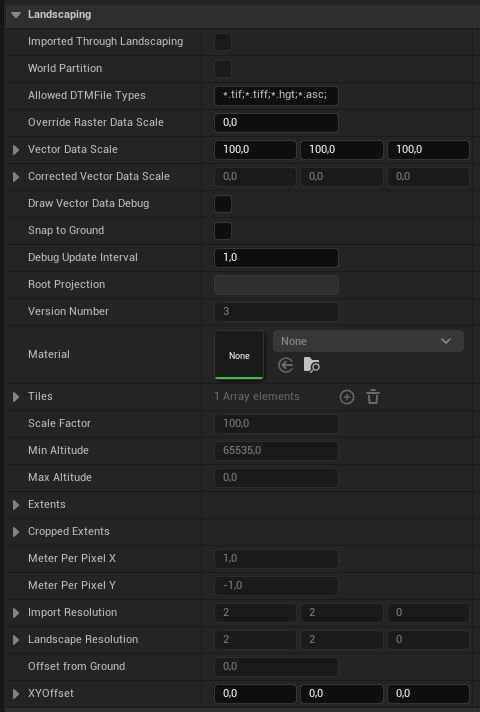 Landscaping
Imported Through Landscaping
World Partition
Allowed DTMFile Types *.tif;*.tiff;*.hgt;*.asc;
Override Raster Data Scale 0,0
Vector Data Scale 100,0 100,0 100,0
Corrected Vector Data Scale 0,0 0,0 0,0
Draw Vector Data Debug
Snap to Ground
Debug Update Interval 1,0
Root Projection
Version Number 3
Material None None
Tiles 1 Array elements
Scale Factor 100,0
Min Altitude 65535,0
Max Altitude 0,0
Extents
Cropped Extents
Meter Per Pixel X 1,0
Meter Per Pixel Y -1,0
Import Resolution 2 2 0
Landscape Resolution 2 2 0
Offset from Ground 0,0
XYOffset 0,0 0,0 0,0